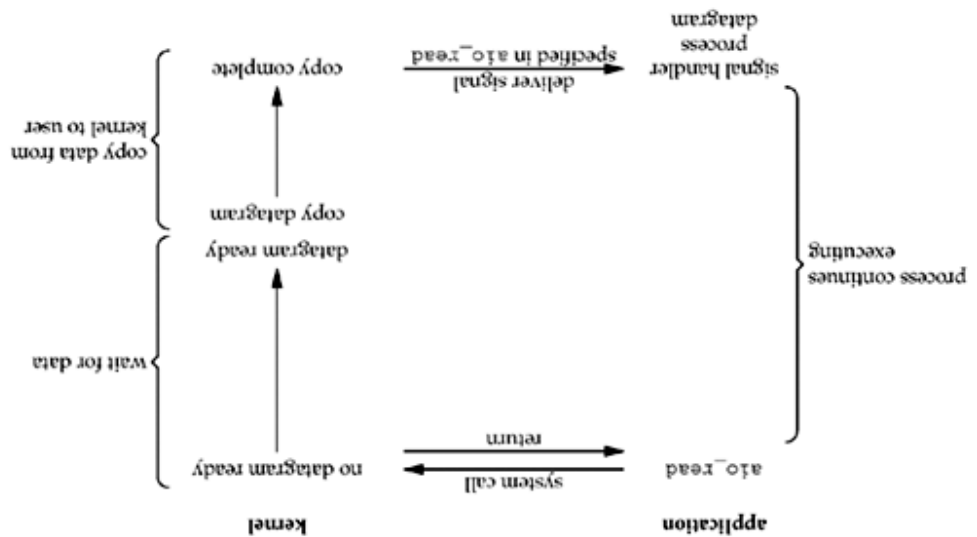 application
kernel
aio_read
system call
no datagram ready
return
process continues
executing
wait for data
datagram ready
copy datagram
copy data from
kernel to user
signal handler
process
datagram
deliver signal
specified in aio_read
copy complete